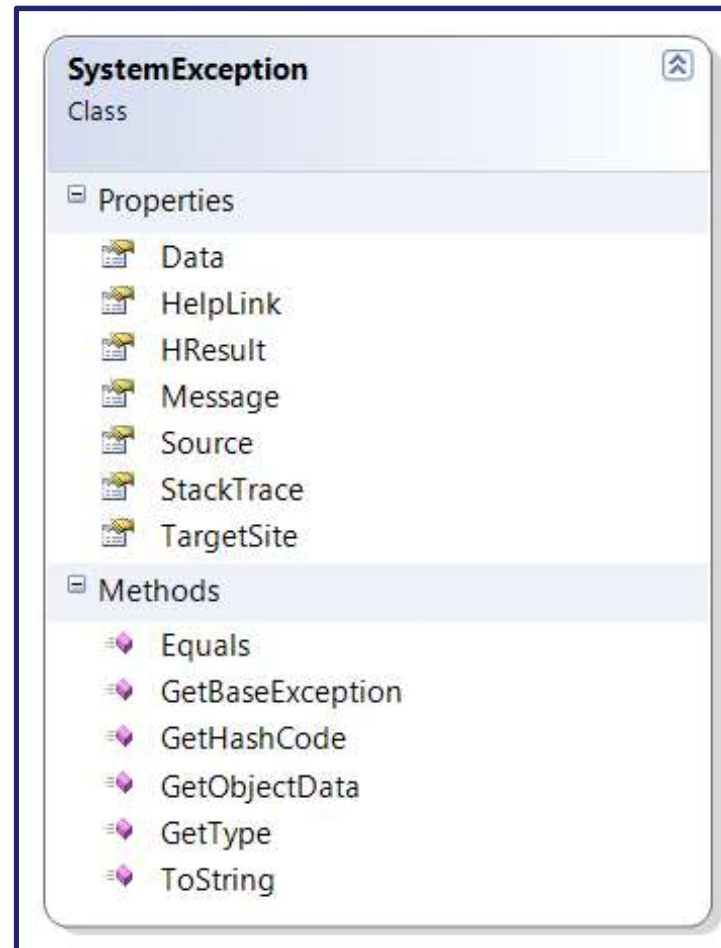 SystemException
Class
Properties
Data
HelpLink
HResult
Message
Source
StackTrace
TargetSite
Methods
Equals
GetBaseException
GetHashCode
GetObjectData
GetType
ToString